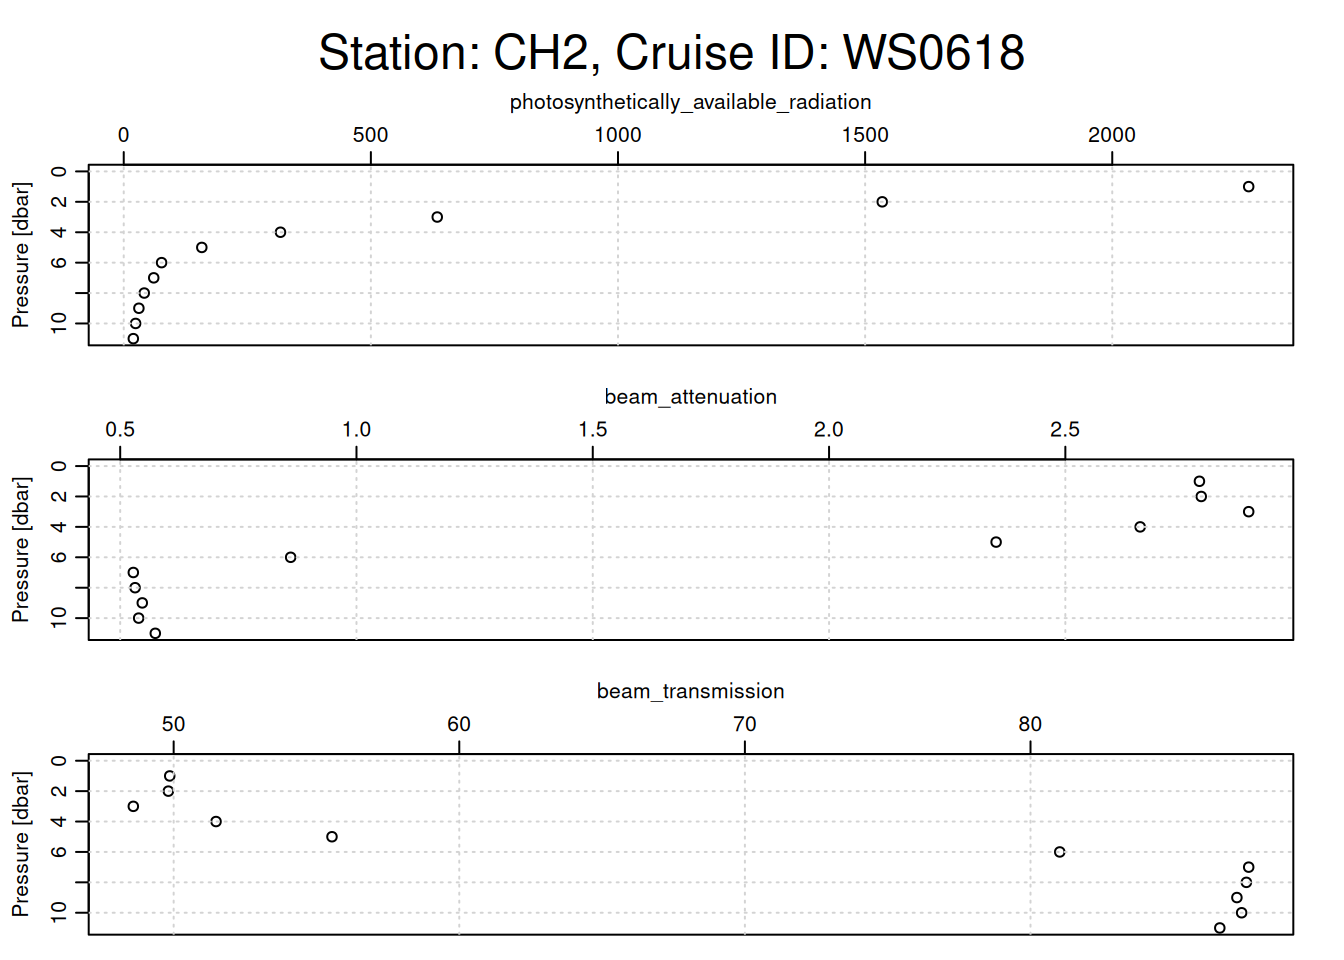 Station: CH2, Cruise ID: WS0618
photosynthetically_available_radiation
0 500 1000 1500 2000
Pressure [dbar]
0
2
4
6
10
beam_attenuation
0.5 1.0 1.5 2.0 2.5
Pressure [dbar]
0
2
4
6
10
beam_transmission
50 60 70 80
Pressure [dbar]
0
2
4
6
10